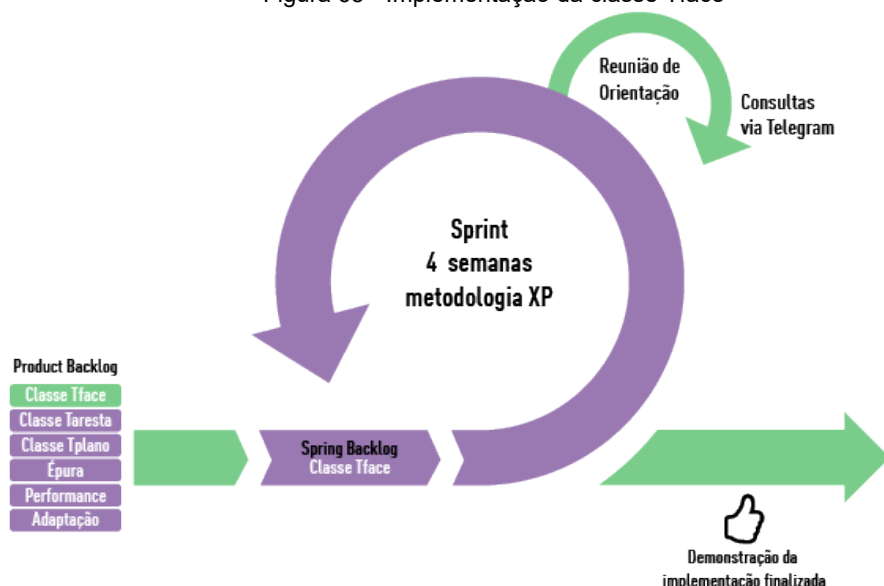 Reunião de
Orientação
Consultas
via Telegram
Sprint
4 semanas
metodologia XP
Product Backlog
Classe Tface
Classe Taresta
Classe Tplano
Épura
Performance
Adaptação
Spring Backlog
Classe Tface
Demonstração da
implementação finalizada